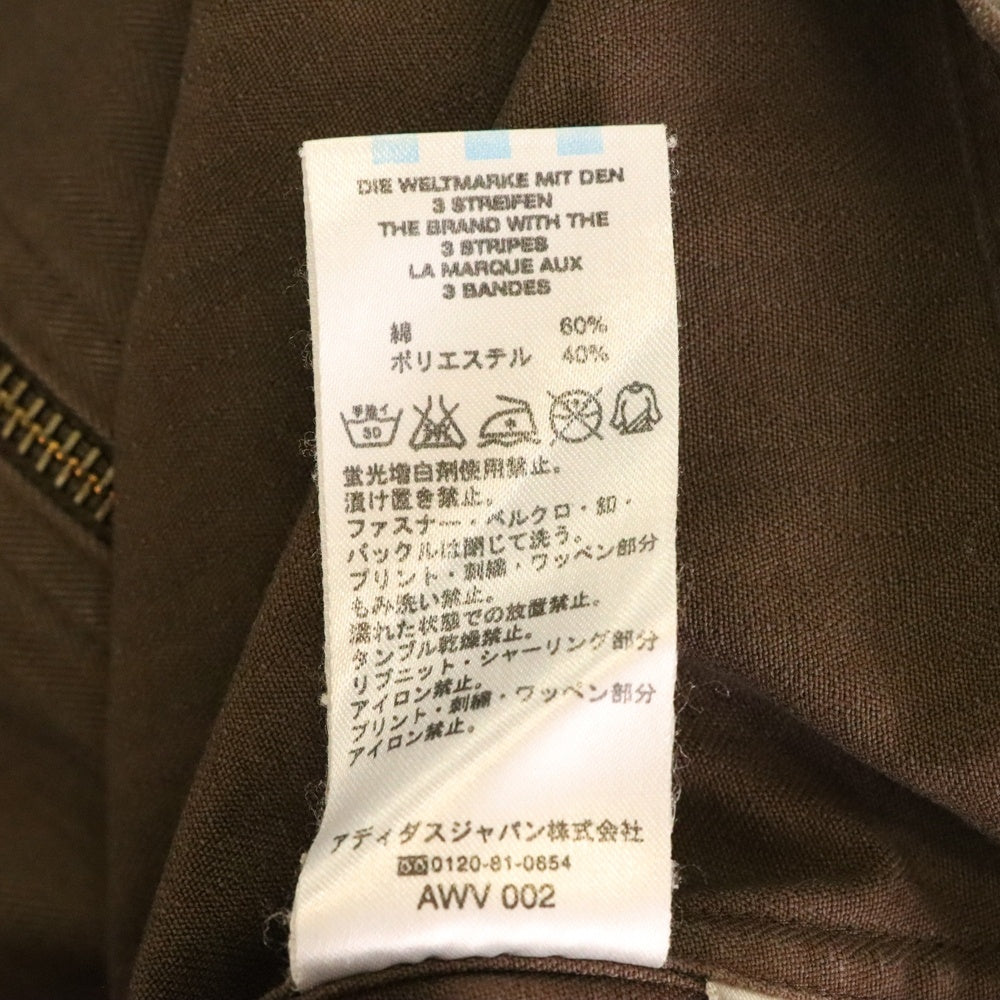 DIE WELTMARKE MIT DEN
3 STREIFEN
THE BRAND WITH THE
3 STRIPES
LA MARQUE AUX
3 BANDES
綿 60%
ポリエステル 40%
手洗イ
30
蛍光増白剤使用禁止。
漬け置き禁止。
ファスナー・ベルクロ・釦・
バックルは閉じて洗う。
プリント・刺繍・ワッペン部分
もみ洗い禁止。
濡れた状態での放置禁止。
タンブル乾燥禁止。
リブニット・シャーリング部分
アイロン禁止。
プリント・刺繍・ワッペン部分
アイロン禁止。
アディダスジャパン株式会社
0120-81-0654
AWV 002